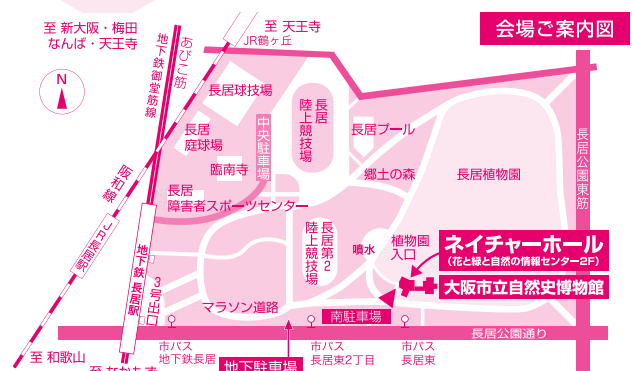 会場ご案内図
至 新大阪・梅田
なんば・天王寺
至 天王寺
JR鶴ヶ丘
N
あびこ筋
地下鉄御堂筋線
長居球技場
長居
庭球場
臨南寺
中央駐車場
長居
陸上競技場
長居プール
郷土の森
長居植物園
長居公園東筋
長居
障害者スポーツセンター
阪和線
JR長居駅
地下鉄 長居駅
3号出口
長居第2
陸上競技場
噴水
植物園
入口
ネイチャーホール
(花と緑と自然の情報センター2F)
大阪市立自然史博物館
マラソン道路
南駐車場
長居公園通り
市バス
地下鉄長居
市バス
長居東2丁目
市バス
長居東
地下駐車場
至 和歌山
至 なかもず